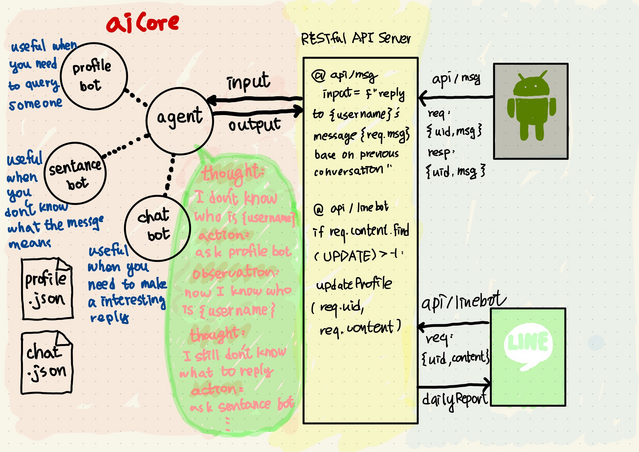 aiCore
useful when
you need
to query
someone
profile
bot
agent
sentance
bot
useful
when
you
don't know
what the messge
means
chat
bot
useful
when you
need to make
a interesting
reply
profile
.json
chat
.json
input
output
thought:
I don't know
who is {username}
action:
ask profile bot
observation:
now I know who
is {username}
thought:
I still don't know
what to reply
action:
ask sentance bot
⋮
RESTful API Server
@ api/msg
input = f"reply
to {username}'s
message {req.msg}
base on previous
conversation"
@ api/linebot
if req.content.find
(UPDATE) > -1:
updateProfile
(req.uid,
req.content)
api/msg
req:
{uid,msg}
resp:
{uid,msg}
api/linebot
req:
{uid,content}
dailyReport
LINE